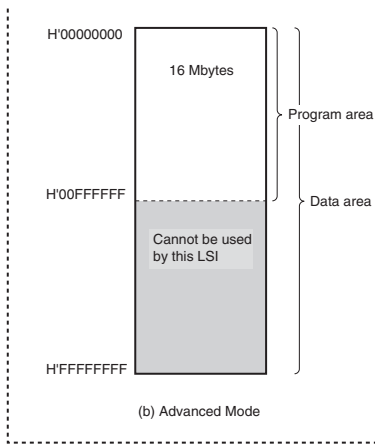 H'00000000
16 Mbytes
Program area
H'00FFFFFF
Data area
Cannot be used
by this LSI
H'FFFFFFFF
(b) Advanced Mode